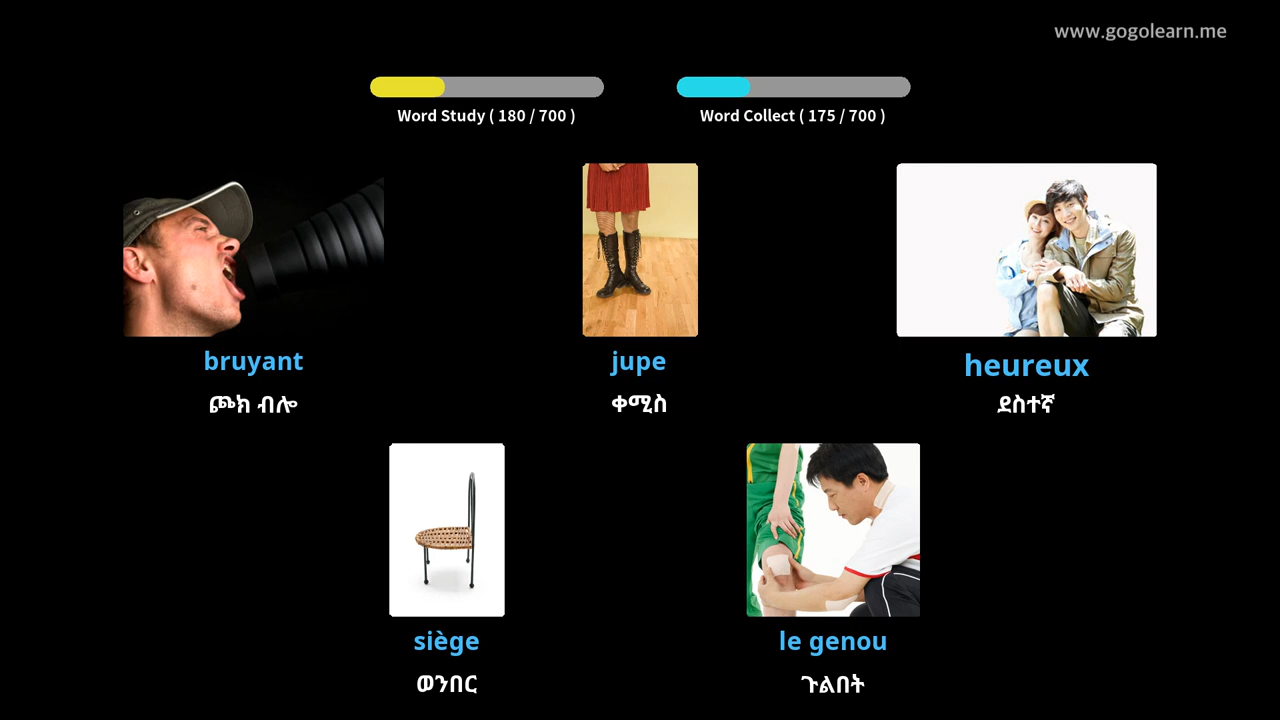 www.gogolearn.me
Word Study ( 180 / 700 )
Word Collect ( 175 / 700 )
bruyant
jupe
heureux
ጮክ ብሎ
ቀሚስ
ደስተኛ
siège
le genou
ወንበር
ጉልበት